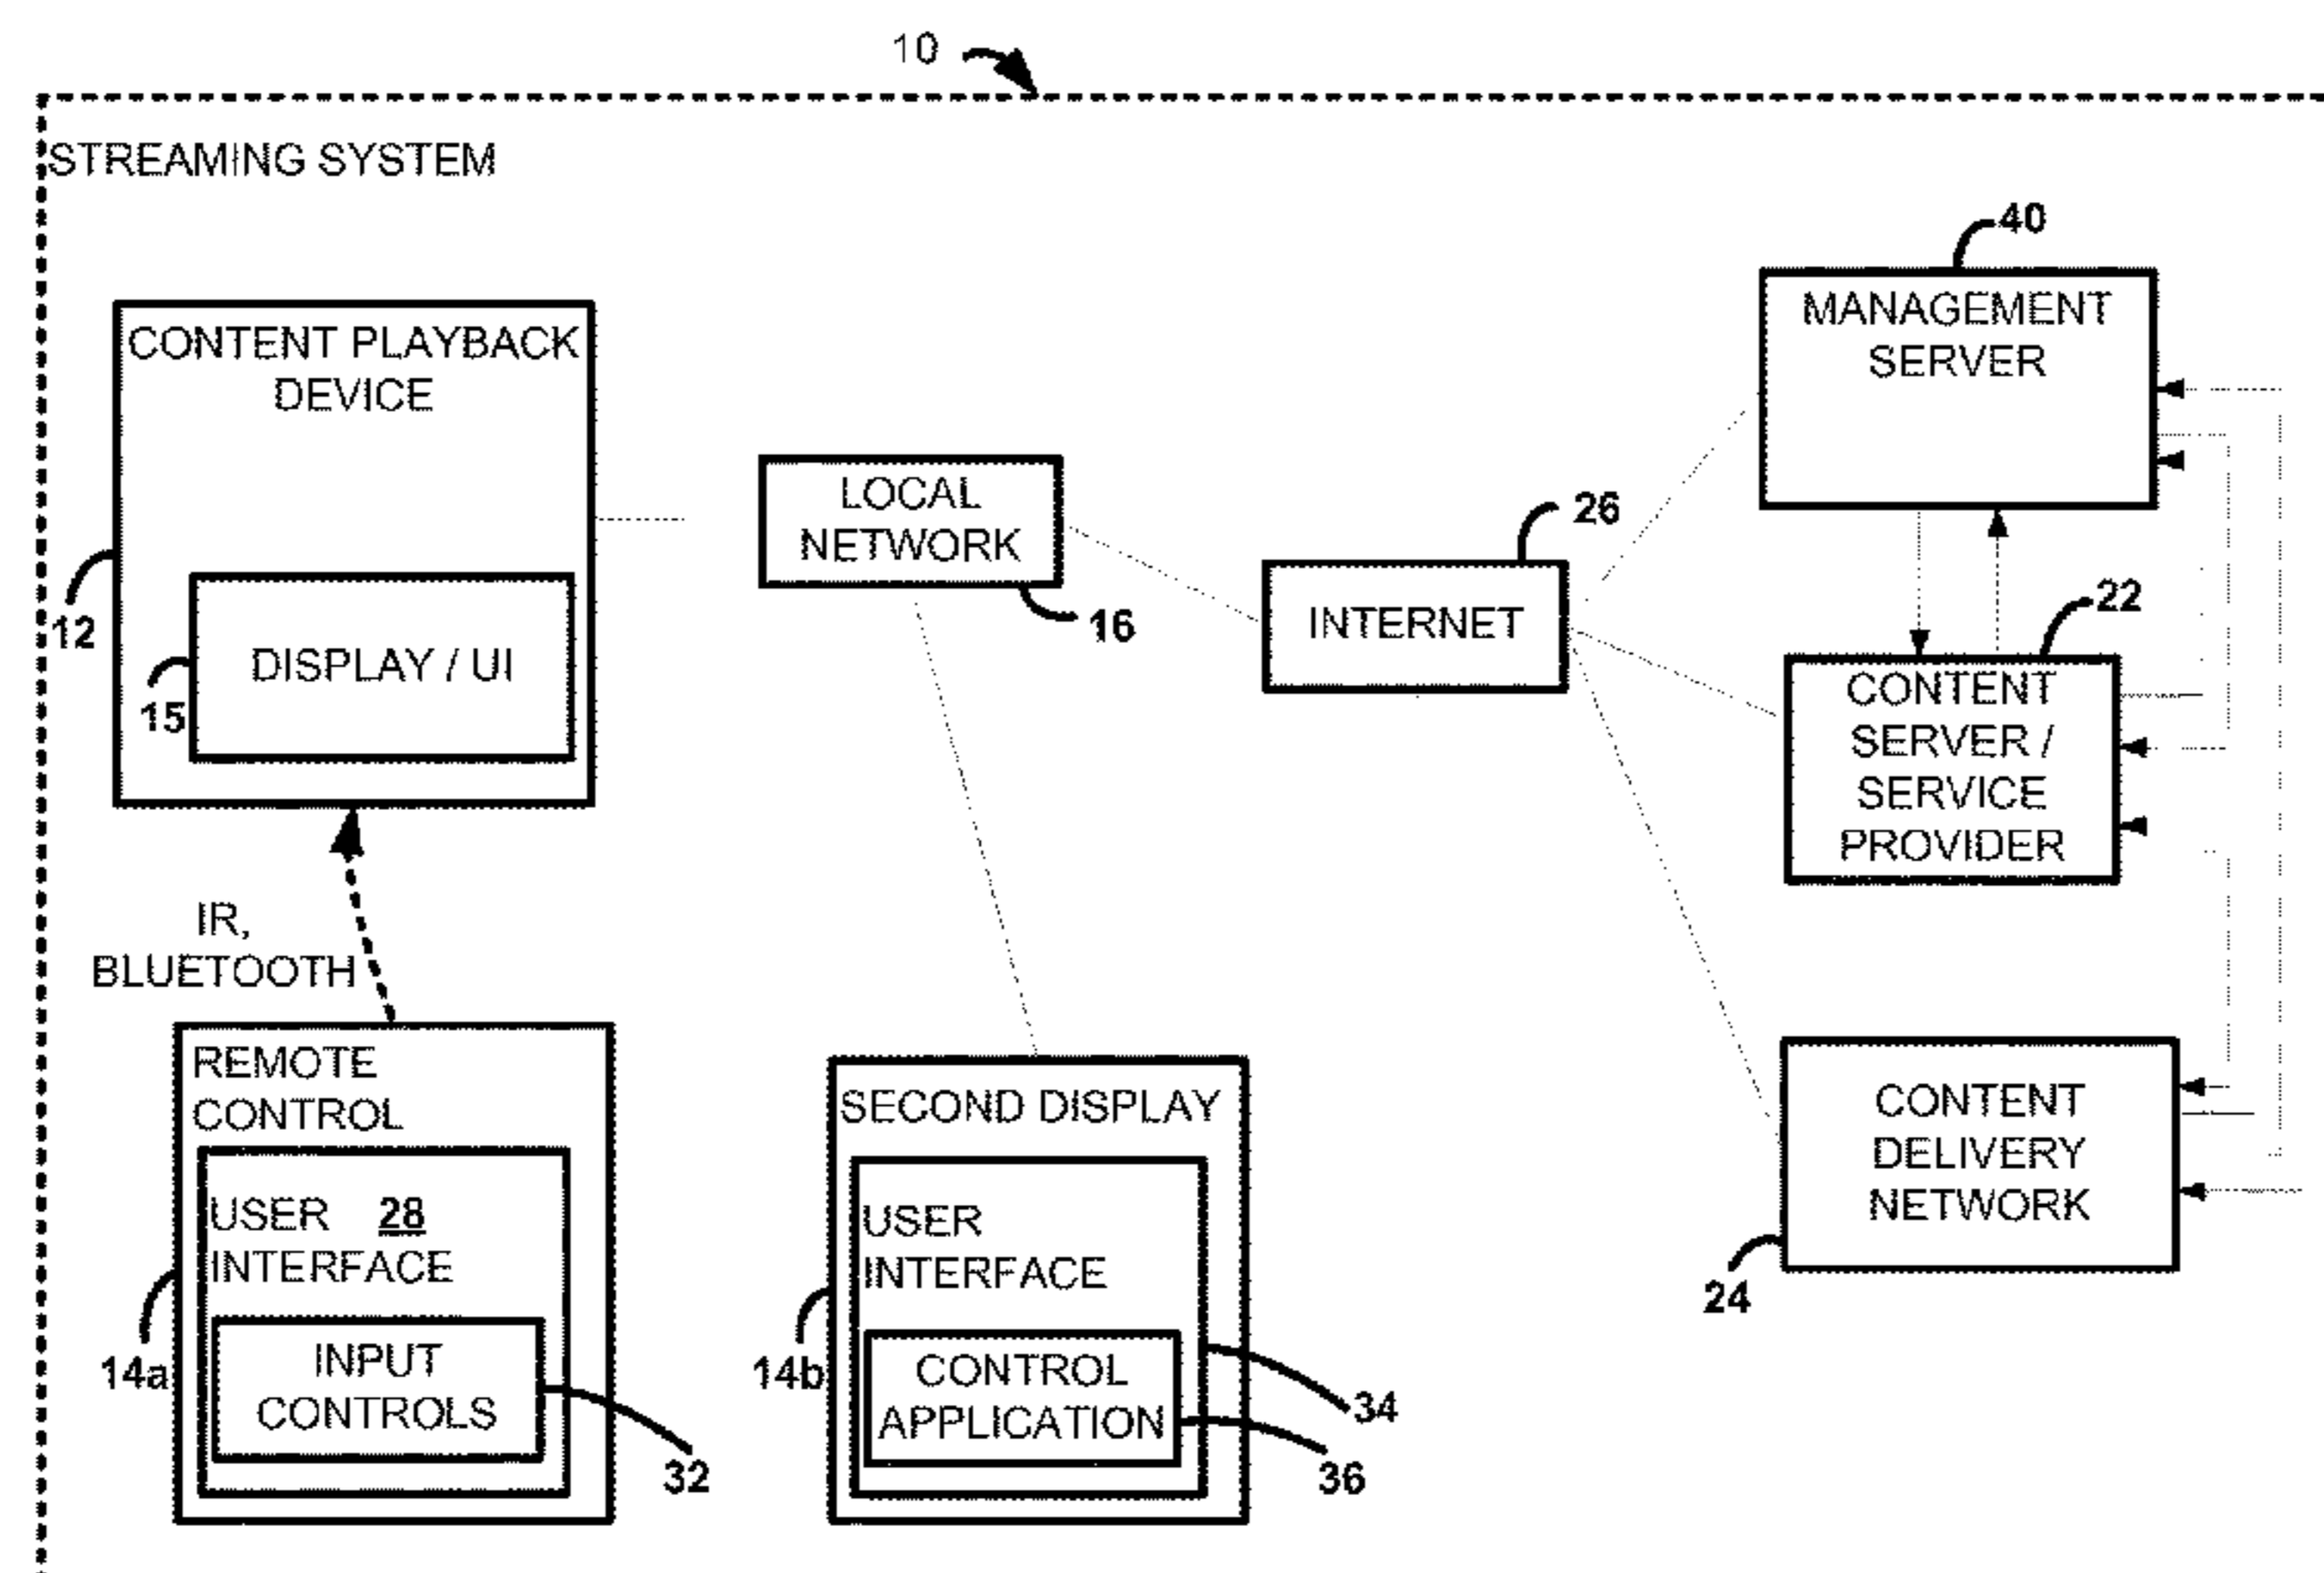 10
STREAMING SYSTEM
40
MANAGEMENT
SERVER
CONTENT PLAYBACK
DEVICE
LOCAL
NETWORK
26
16
INTERNET
12
DISPLAY / UI
15
22
CONTENT
SERVER /
SERVICE
PROVIDER
IR,
BLUETOOTH
REMOTE
CONTROL
USER 28
INTERFACE
14a
INPUT
CONTROLS
32
SECOND DISPLAY
USER
INTERFACE
14b
CONTROL
APPLICATION
34
36
CONTENT
DELIVERY
NETWORK
24